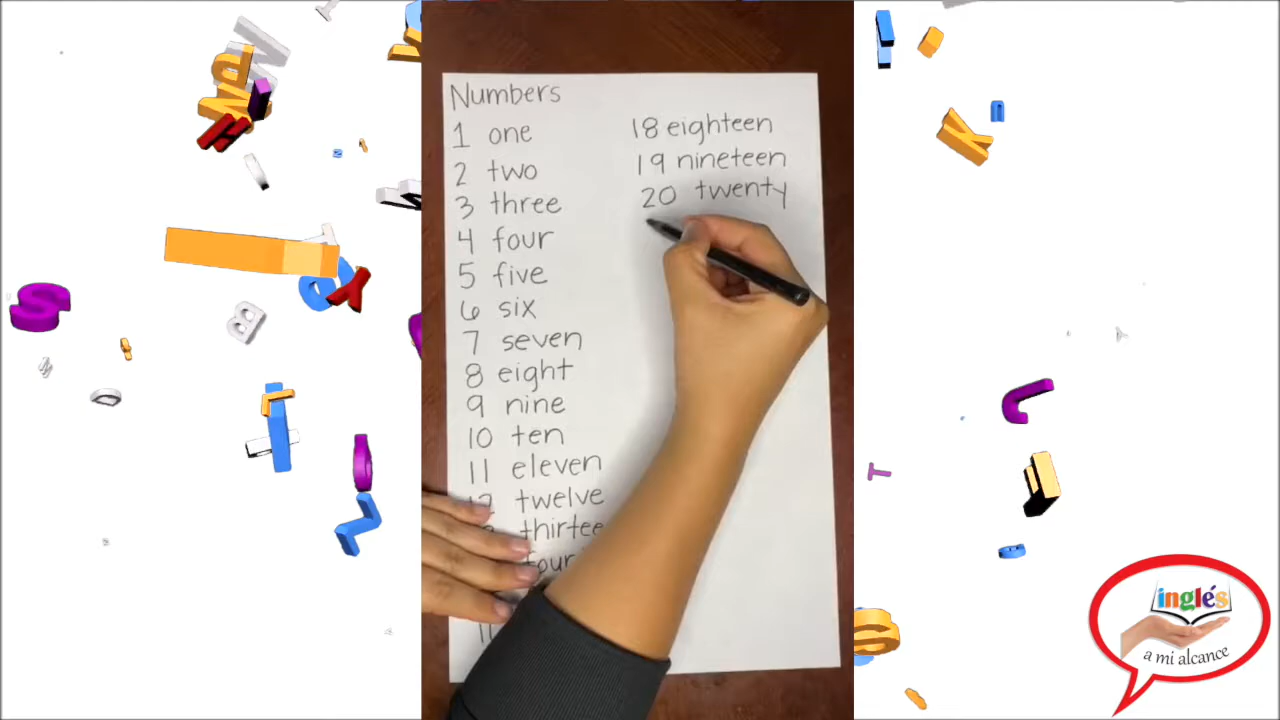 Numbers
1 one
2 two
3 three
4 four
5 five
6 six
7 seven
8 eight
9 nine
10 ten
11 eleven
12 twelve
18 eighteen
19 nineteen
20 twenty
inglés
a mi alcance